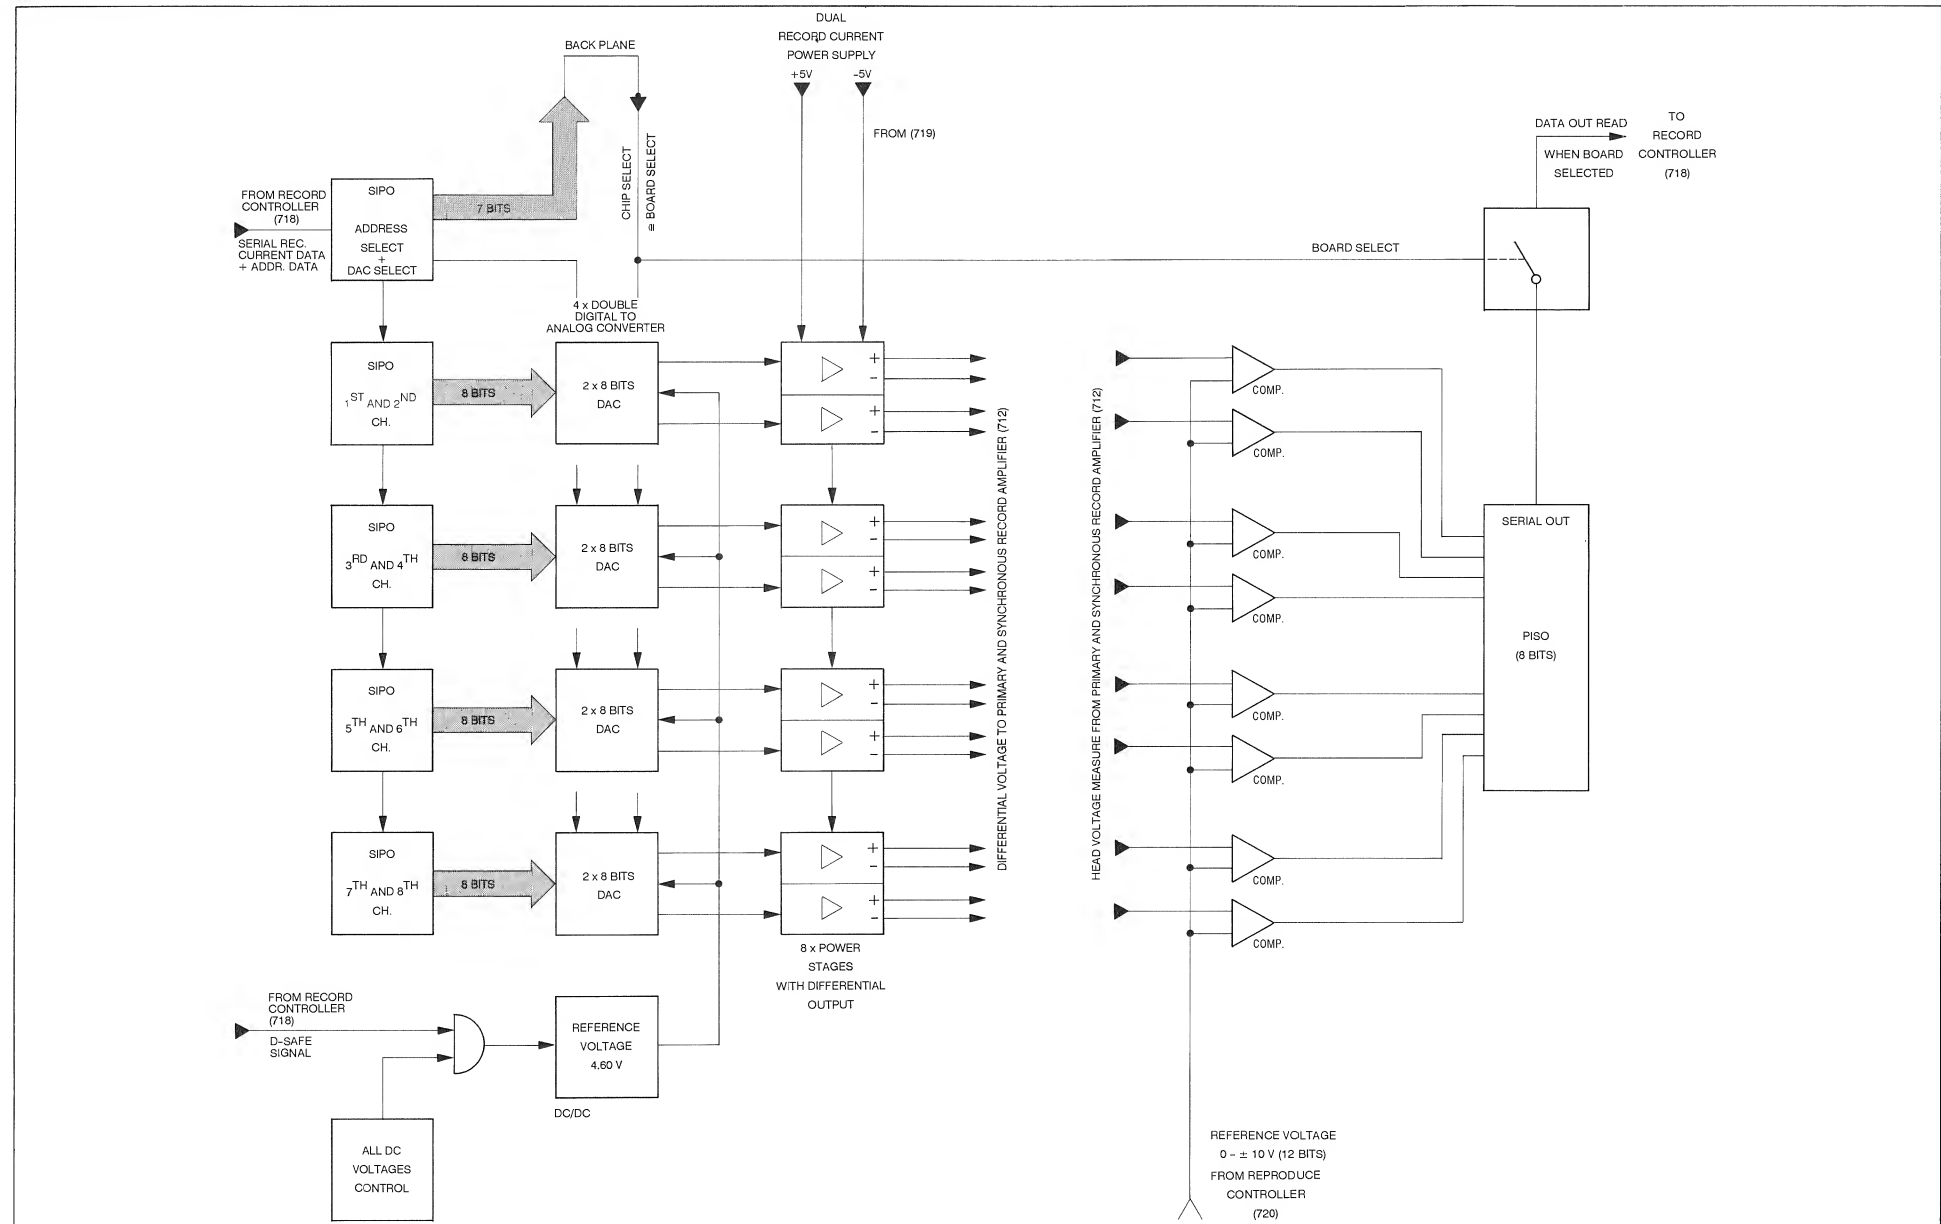 DUAL
RECORD CURRENT
POWER SUPPLY
+5V
-5V
FROM (719)
BACK PLANE
CHIP SELECT
≅ BOARD SELECT
FROM RECORD
CONTROLLER
(718)
SERIAL REC.
CURRENT DATA
+ ADDR. DATA
SIPO
ADDRESS
SELECT
+
DAC SELECT
7 BITS
DATA OUT READ
WHEN BOARD
SELECTED
TO
RECORD
CONTROLLER
(718)
BOARD SELECT
4 x DOUBLE
DIGITAL TO
ANALOG CONVERTER
SIPO
1ST AND 2ND
CH.
8 BITS
2 x 8 BITS
DAC
+
-
+
-
SIPO
3RD AND 4TH
CH.
8 BITS
2 x 8 BITS
DAC
+
-
+
-
SIPO
5TH AND 6TH
CH.
8 BITS
2 x 8 BITS
DAC
+
-
+
-
SIPO
7TH AND 8TH
CH.
8 BITS
2 x 8 BITS
DAC
+
-
+
-
8 x POWER
STAGES
WITH DIFFERENTIAL
OUTPUT
DIFFERENTIAL VOLTAGE TO PRIMARY AND SYNCHRONOUS RECORD AMPLIFIER (712)
HEAD VOLTAGE MEASURE FROM PRIMARY AND SYNCHRONOUS RECORD AMPLIFIER (712)
COMP.
COMP.
COMP.
COMP.
COMP.
COMP.
COMP.
COMP.
SERIAL OUT
PISO
(8 BITS)
FROM RECORD
CONTROLLER
(718)
D-SAFE
SIGNAL
REFERENCE
VOLTAGE
4.60 V
DC/DC
ALL DC
VOLTAGES
CONTROL
REFERENCE VOLTAGE
0 - ± 10 V (12 BITS)
FROM REPRODUCE
CONTROLLER
(720)